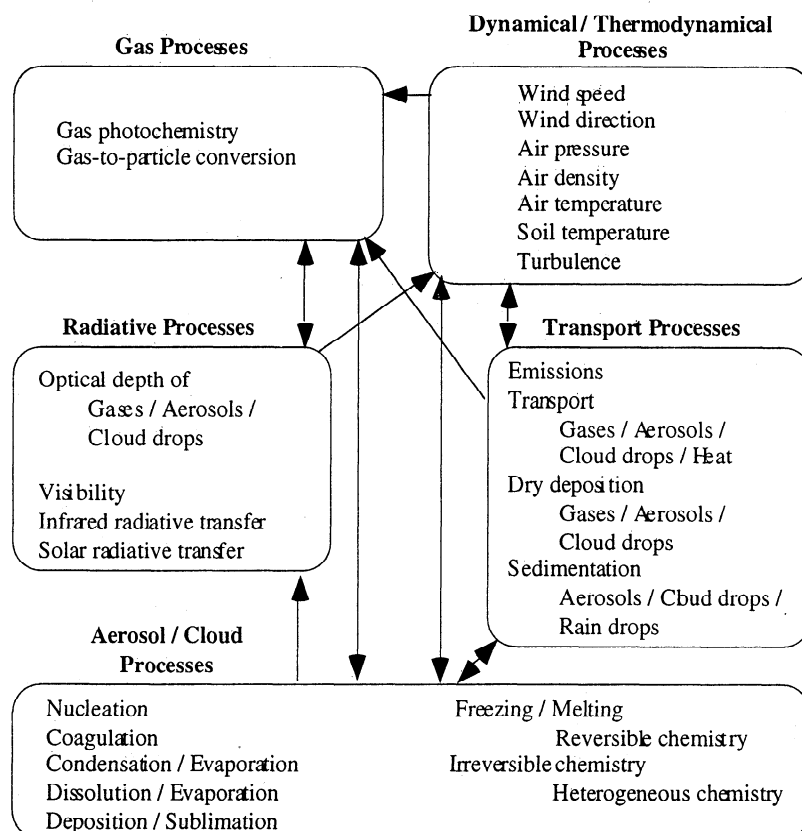 Gas Processes
Dynamical / Thermodynamical
Processes
Gas photochemistry
Gas-to-particle conversion
Wind speed
Wind direction
Air pressure
Air density
Air temperature
Soil temperature
Turbulence
Radiative Processes
Optical depth of
Gases / Aerosols /
Cloud drops
Visibility
Infrared radiative transfer
Solar radiative transfer
Transport Processes
Emissions
Transport
Gases / Aerosols /
Cloud drops / Heat
Dry deposition
Gases / Aerosols /
Cloud drops
Sedimentation
Aerosols / Cloud drops /
Rain drops
Aerosol / Cloud
Processes
Nucleation
Coagulation
Condensation / Evaporation
Dissolution / Evaporation
Deposition / Sublimation
Freezing / Melting
Reversible chemistry
Irreversible chemistry
Heterogeneous chemistry